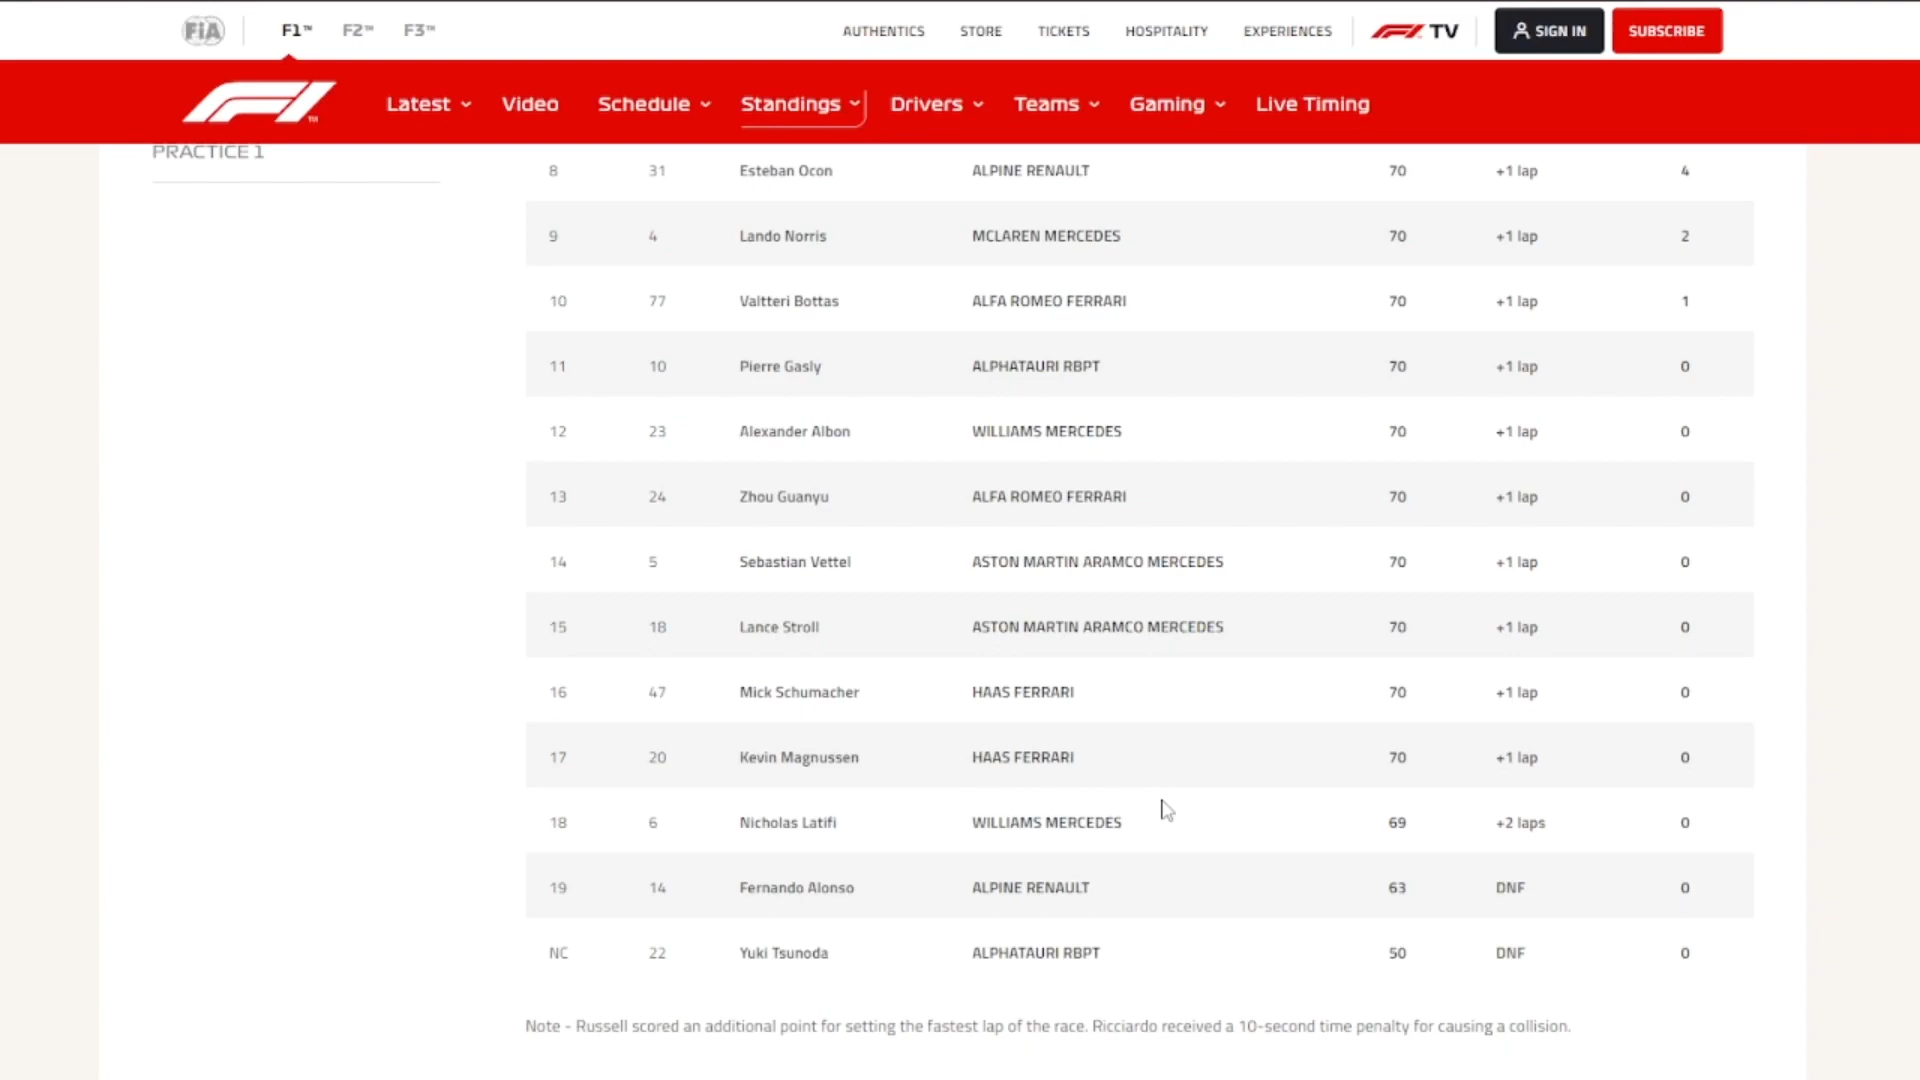 FiA F1™ F2™ F3™ AUTHENTICS STORE TICKETS HOSPITALITY EXPERIENCES F1 TV SIGN IN SUBSCRIBE
F1™ Latest Video Schedule Standings Drivers Teams Gaming Live Timing
PRACTICE 1
8 31 Esteban Ocon ALPINE RENAULT 70 +1 lap 4
9 4 Lando Norris MCLAREN MERCEDES 70 +1 lap 2
10 77 Valtteri Bottas ALFA ROMEO FERRARI 70 +1 lap 1
11 10 Pierre Gasly ALPHATAURI RBPT 70 +1 lap 0
12 23 Alexander Albon WILLIAMS MERCEDES 70 +1 lap 0
13 24 Zhou Guanyu ALFA ROMEO FERRARI 70 +1 lap 0
14 5 Sebastian Vettel ASTON MARTIN ARAMCO MERCEDES 70 +1 lap 0
15 18 Lance Stroll ASTON MARTIN ARAMCO MERCEDES 70 +1 lap 0
16 47 Mick Schumacher HAAS FERRARI 70 +1 lap 0
17 20 Kevin Magnussen HAAS FERRARI 70 +1 lap 0
18 6 Nicholas Latifi WILLIAMS MERCEDES 69 +2 laps 0
19 14 Fernando Alonso ALPINE RENAULT 63 DNF 0
NC 22 Yuki Tsunoda ALPHATAURI RBPT 50 DNF 0
Note - Russell scored an additional point for setting the fastest lap of the race. Ricciardo received a 10-second time penalty for causing a collision.